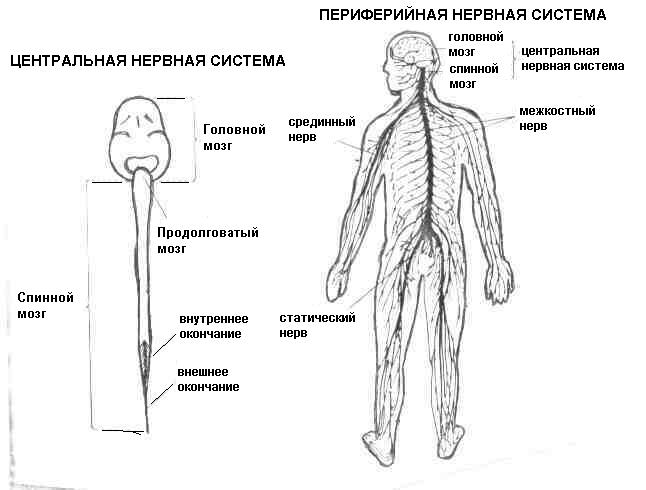 ЦЕНТРАЛЬНАЯ НЕРВНАЯ СИСТЕМА
Головной
мозг
Продолговатый
мозг
Спинной
мозг
внутреннее
окончание
внешнее
окончание
ПЕРИФЕРИЙНАЯ НЕРВНАЯ СИСТЕМА
головной
мозг
спинной
мозг
центральная
нервная система
срединный
нерв
межкостный
нерв
статический
нерв